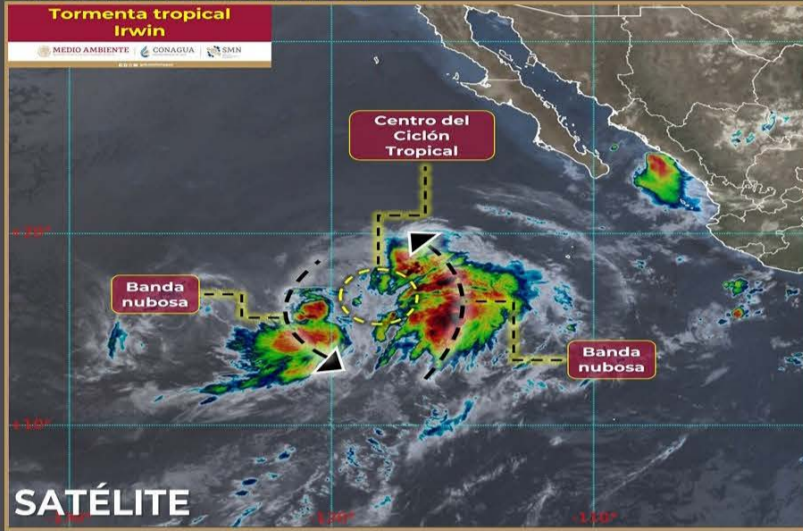 Tormenta tropical
Irwin
MEDIO AMBIENTE
CONAGUA
SMN
Centro del
Ciclón
Tropical
Banda
nubosa
Banda
nubosa
SATÉLITE